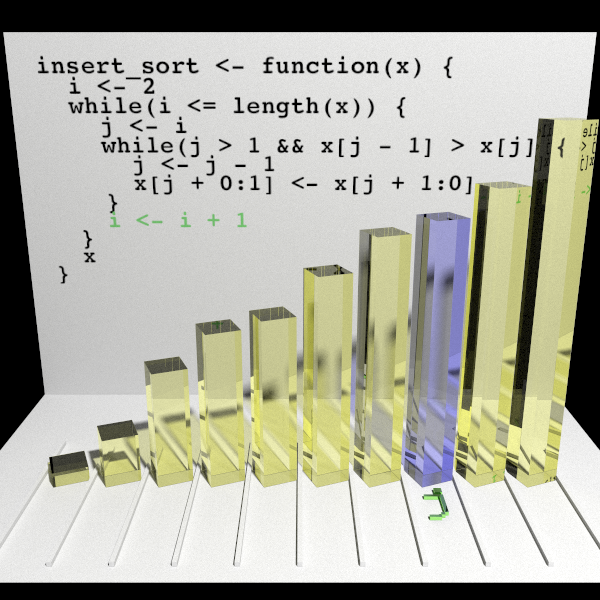 insert_sort <- function(x) {
i <- 2
while(i <= length(x)) {
j <- i
while(j > 1 && x[j - 1] > x[j]) {
j <- j - 1
x[j + 0:1] <- x[j + 1:0]
}
i <- i + 1
}
x
}
j